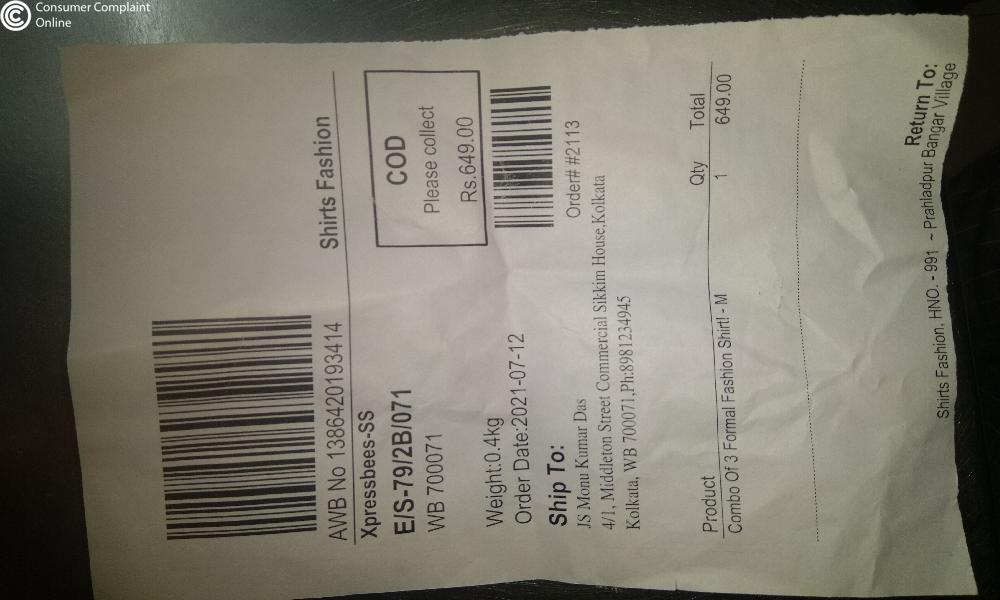 Consumer Complaint
Online
AWB No 1386420193414
Shirts Fashion
Xpressbees-SS
E/S-79/2B/071
WB 700071
COD
Please collect
Rs.649.00
Weight:0.4kg
Order Date:2021-07-12
Order# #2113
Ship To:
JS Monu Kumar Das
4/1, Middleton Street Commercial Sikkim House,Kolkata
Kolkata, WB 700071,Ph:8981234945
Product Qty Total
Combo Of 3 Formal Fashion Shirt! - M 1 649.00
Return To:
Shirts Fashion, HNO. - 991 ~ Prahladpur Bangar Village